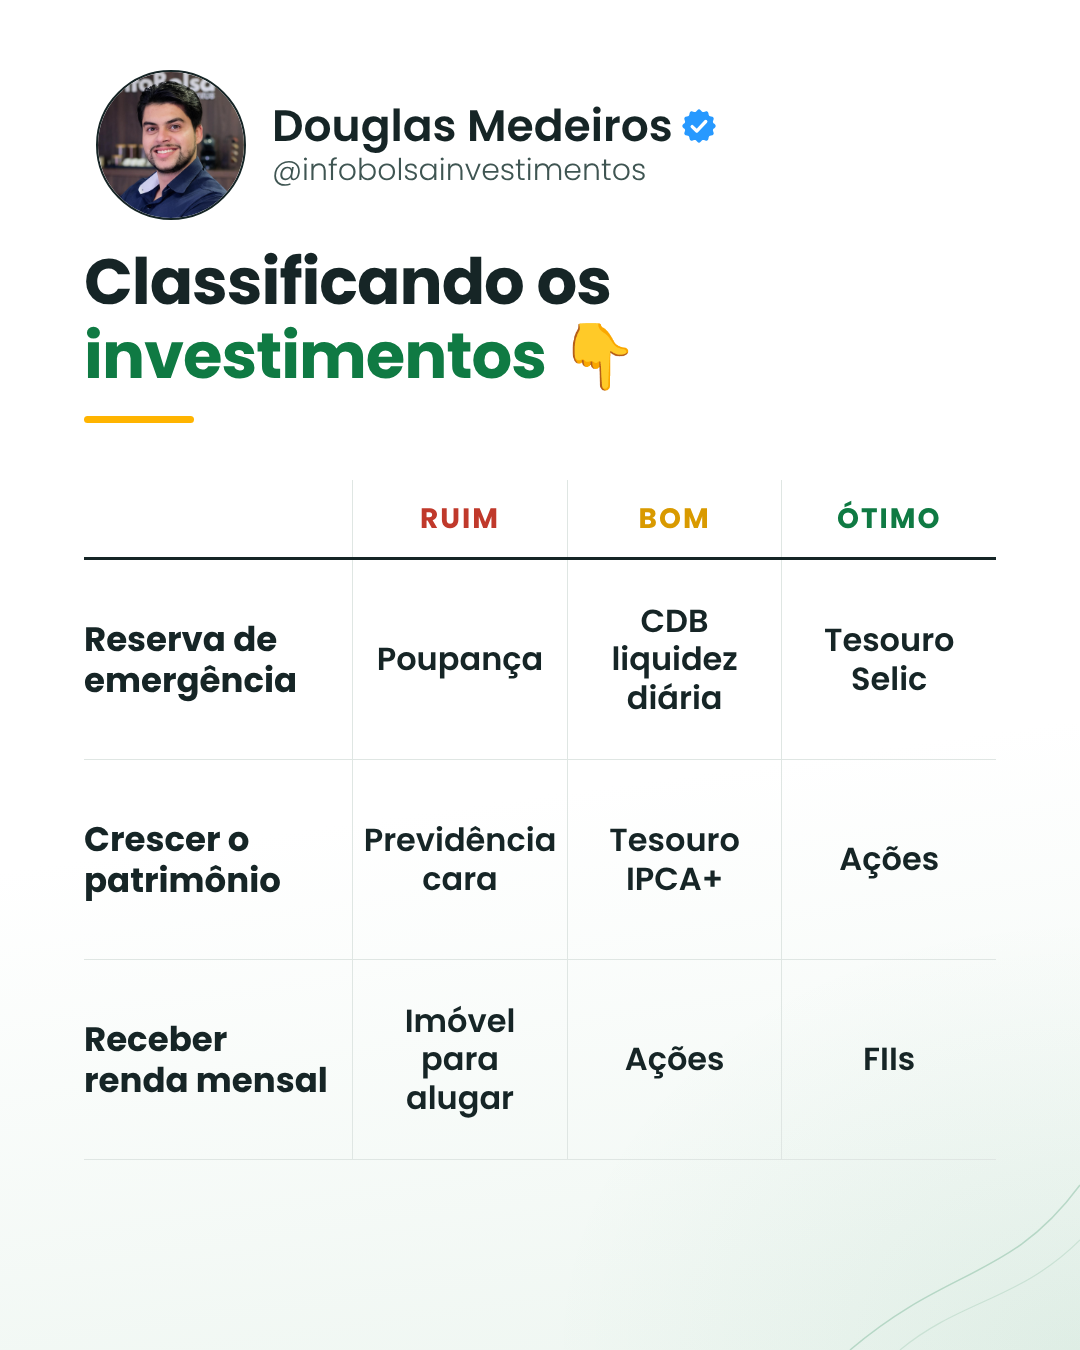 Douglas Medeiros
@infobolsainvestimentos
Classificando os
investimentos 👇
RUIM BOM ÓTIMO
Reserva de
emergência
Poupança
CDB
liquidez
diária
Tesouro
Selic
Crescer o
patrimônio
Previdência
cara
Tesouro
IPCA+
Ações
Receber
renda mensal
Imóvel
para
alugar
Ações
FIIs